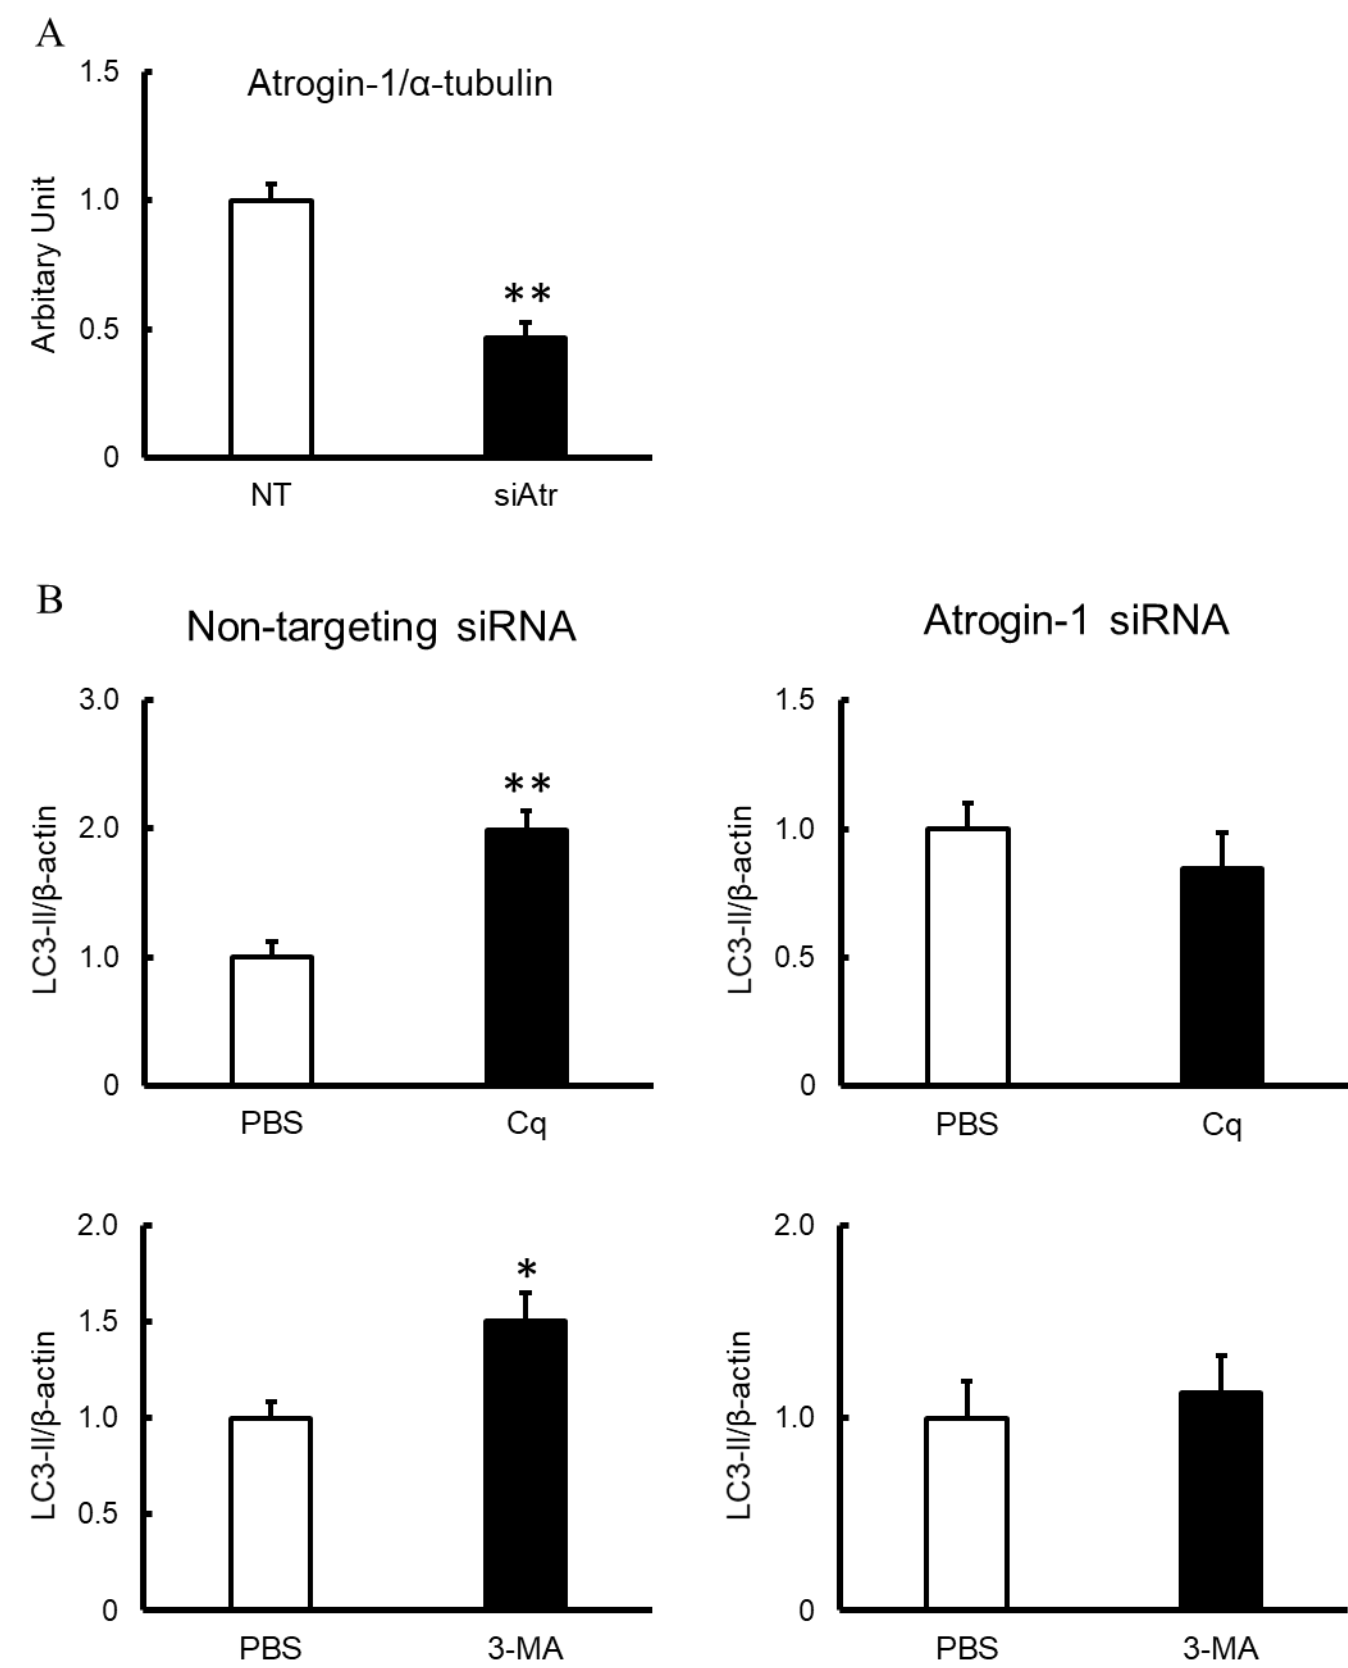 A
Atrogin-1/α-tubulin
Arbitary Unit
1.5
1.0
0.5
0
**
NT siAtr
B
Non-targeting siRNA
Atrogin-1 siRNA
LC3-II/β-actin
3.0
2.0
1.0
0
**
PBS Cq
LC3-II/β-actin
1.5
1.0
0.5
0
PBS Cq
LC3-II/β-actin
2.0
1.5
1.0
0.5
0
*
PBS 3-MA
LC3-II/β-actin
2.0
1.0
0
PBS 3-MA